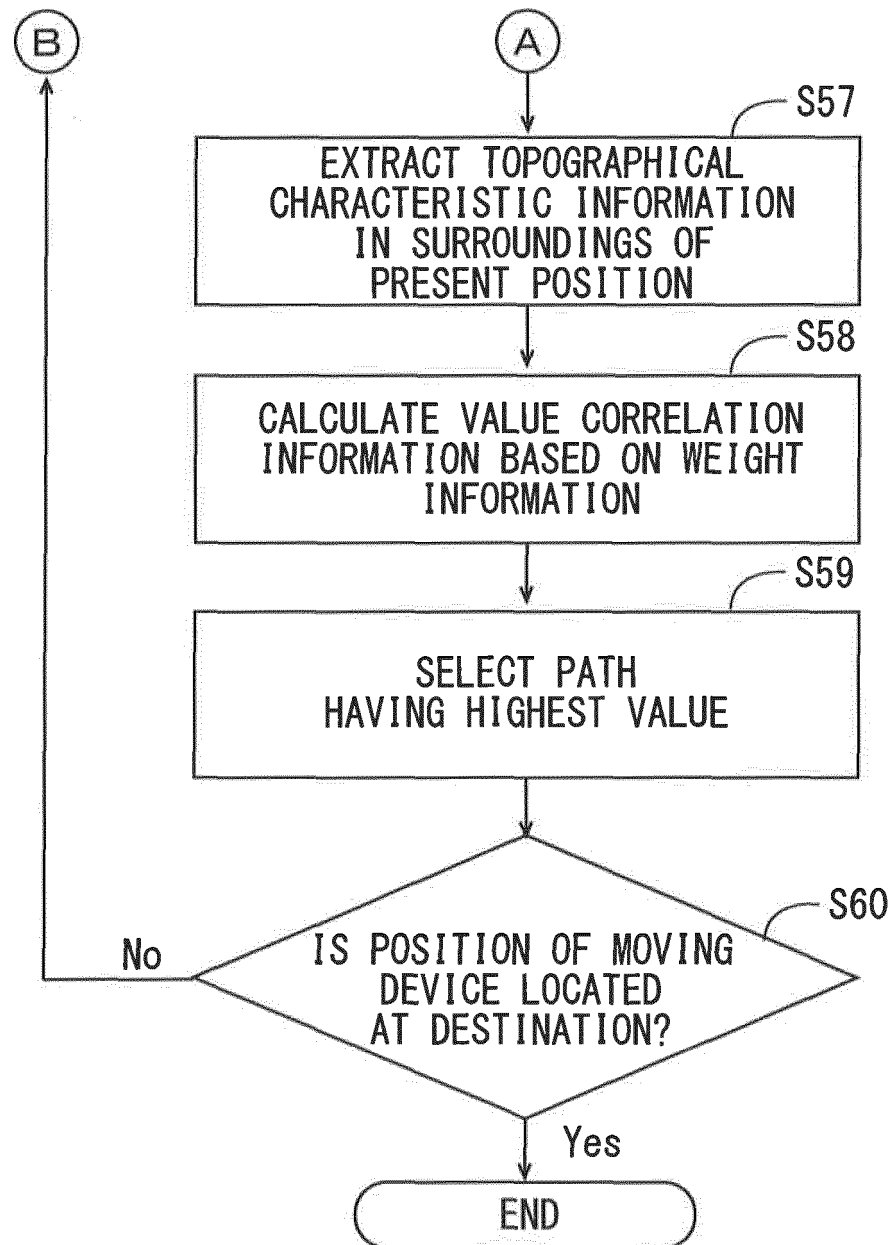 B
A
S57
EXTRACT TOPOGRAPHICAL
CHARACTERISTIC INFORMATION
IN SURROUNDINGS OF
PRESENT POSITION
S58
CALCULATE VALUE CORRELATION
INFORMATION BASED ON WEIGHT
INFORMATION
S59
SELECT PATH
HAVING HIGHEST VALUE
S60
No
IS POSITION OF MOVING
DEVICE LOCATED
AT DESTINATION?
Yes
END